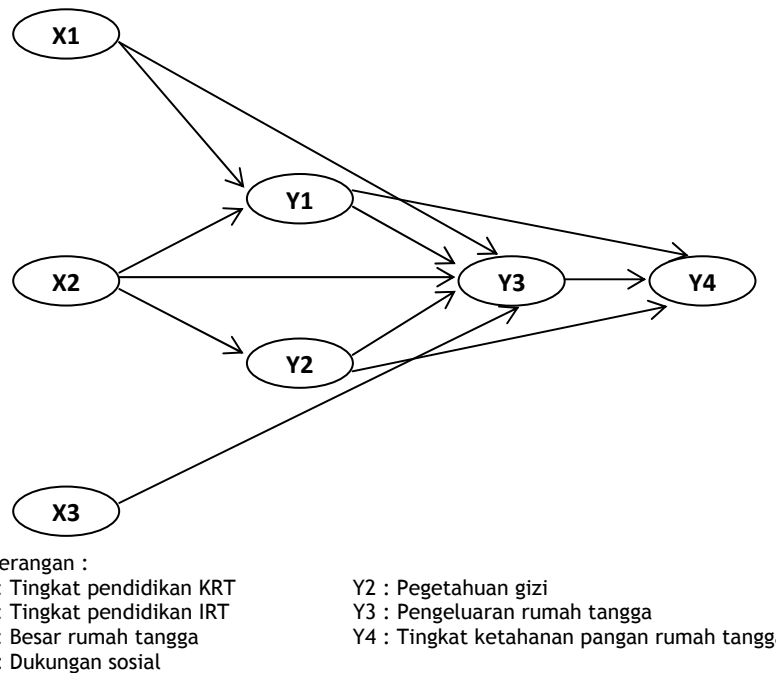 X1
Y1
X2
Y3
Y4
Y2
X3
erangan :
: Tingkat pendidikan KRT Y2 : Pegetahuan gizi
: Tingkat pendidikan IRT Y3 : Pengeluaran rumah tangga
: Besar rumah tangga Y4 : Tingkat ketahanan pangan rumah tangga
: Dukungan sosial